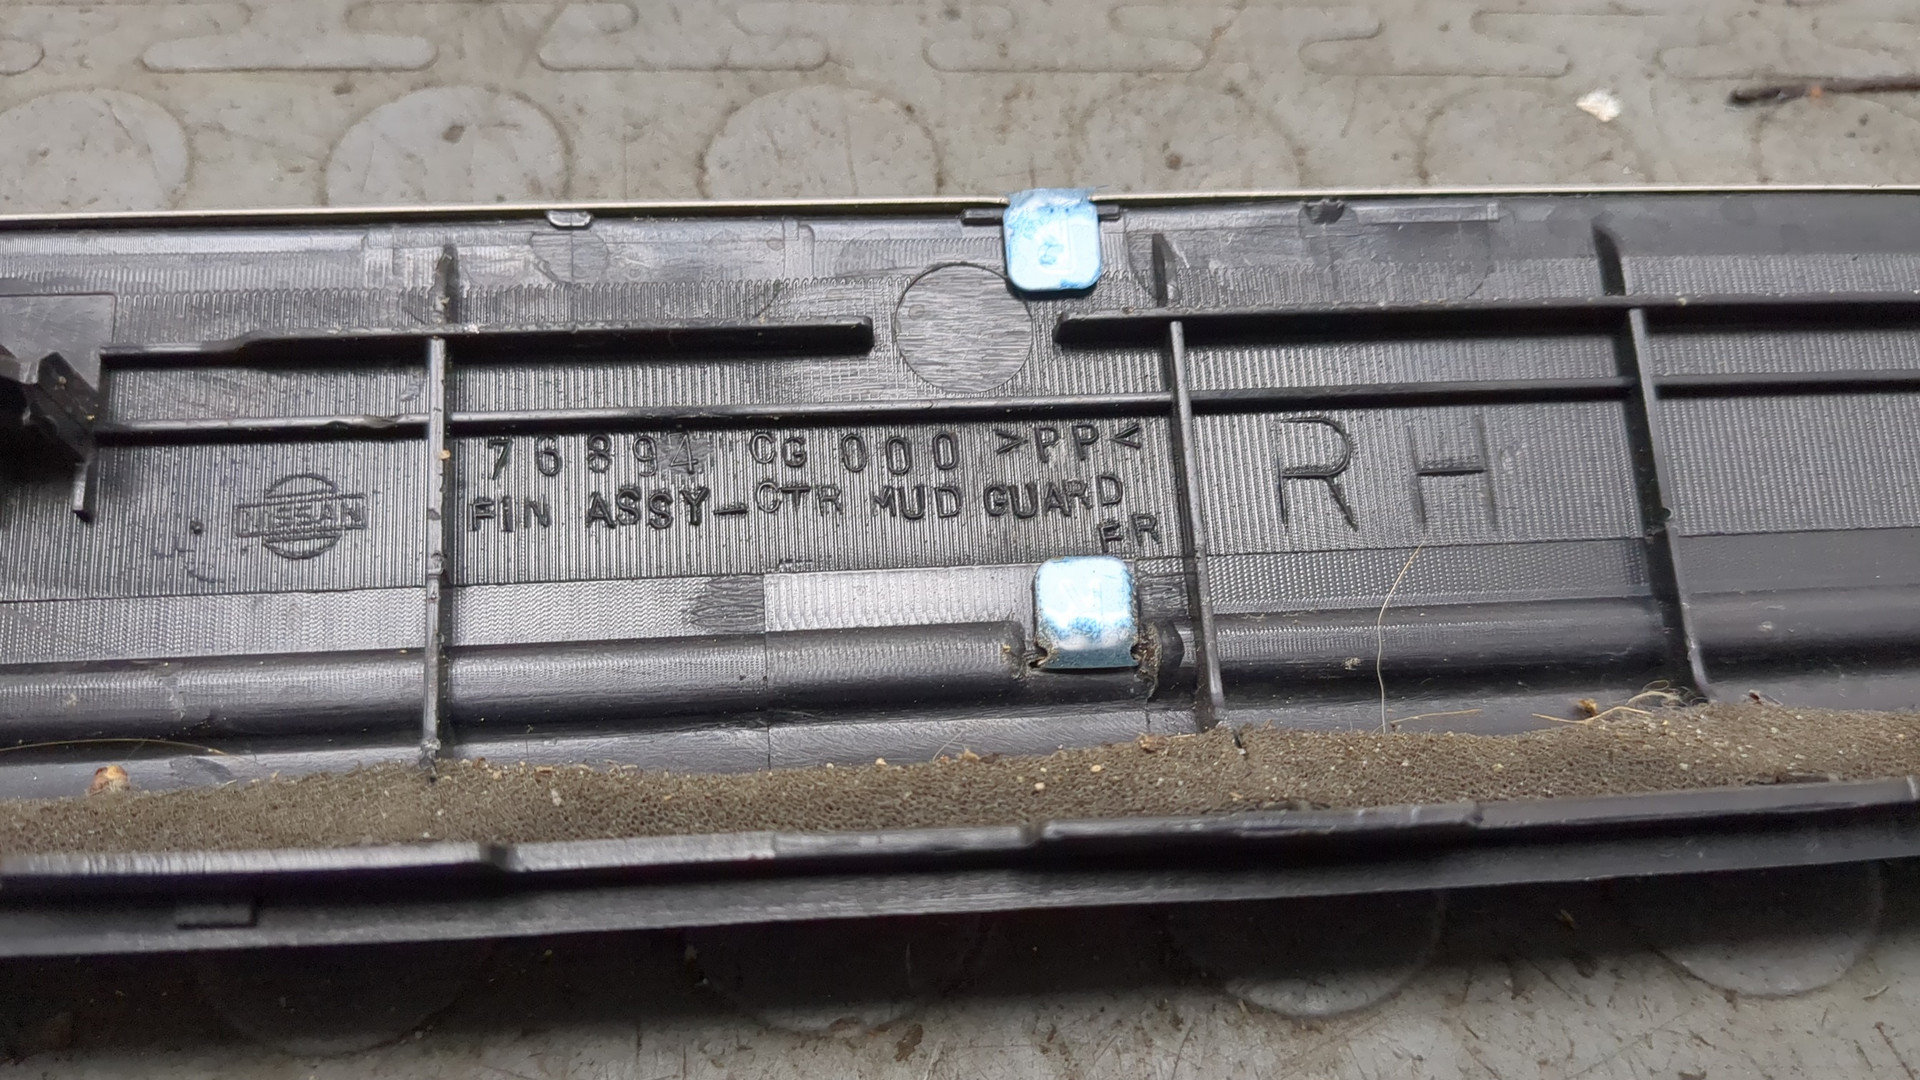 76894 CG000 >PP<
FIN ASSY-CTR MUD GUARD
FR
RH
NISSAN